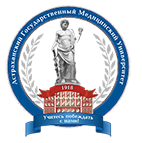 Астраханский Государственный Медицинский Университет
1918
Учитесь побеждать
с нами!